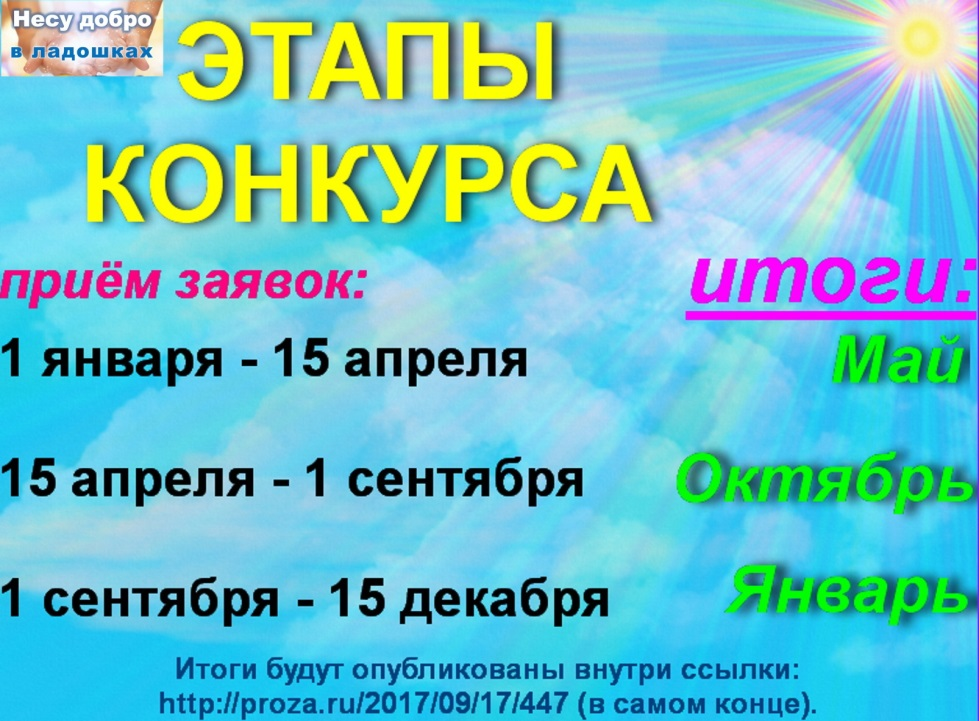 Несу добро
в ладошках
ЭТАПЫ
КОНКУРСА
приём заявок:
итоги:
1 января - 15 апреля
Май
15 апреля - 1 сентября
Октябрь
1 сентября - 15 декабря
Январь
Итоги будут опубликованы внутри ссылки:
http://proza.ru/2017/09/17/447 (в самом конце).